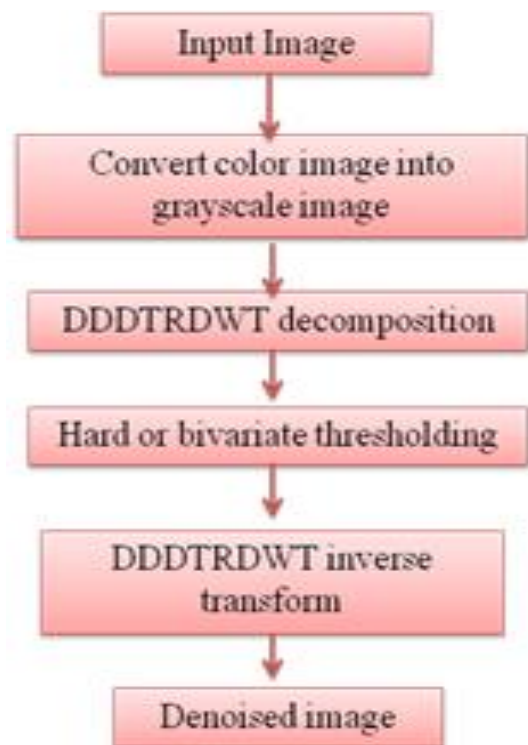 Input Image
Convert color image into
grayscale image
DDDTRDWT decomposition
Hard or bivariate thresholding
DDDTRDWT inverse
transform
Denoised image